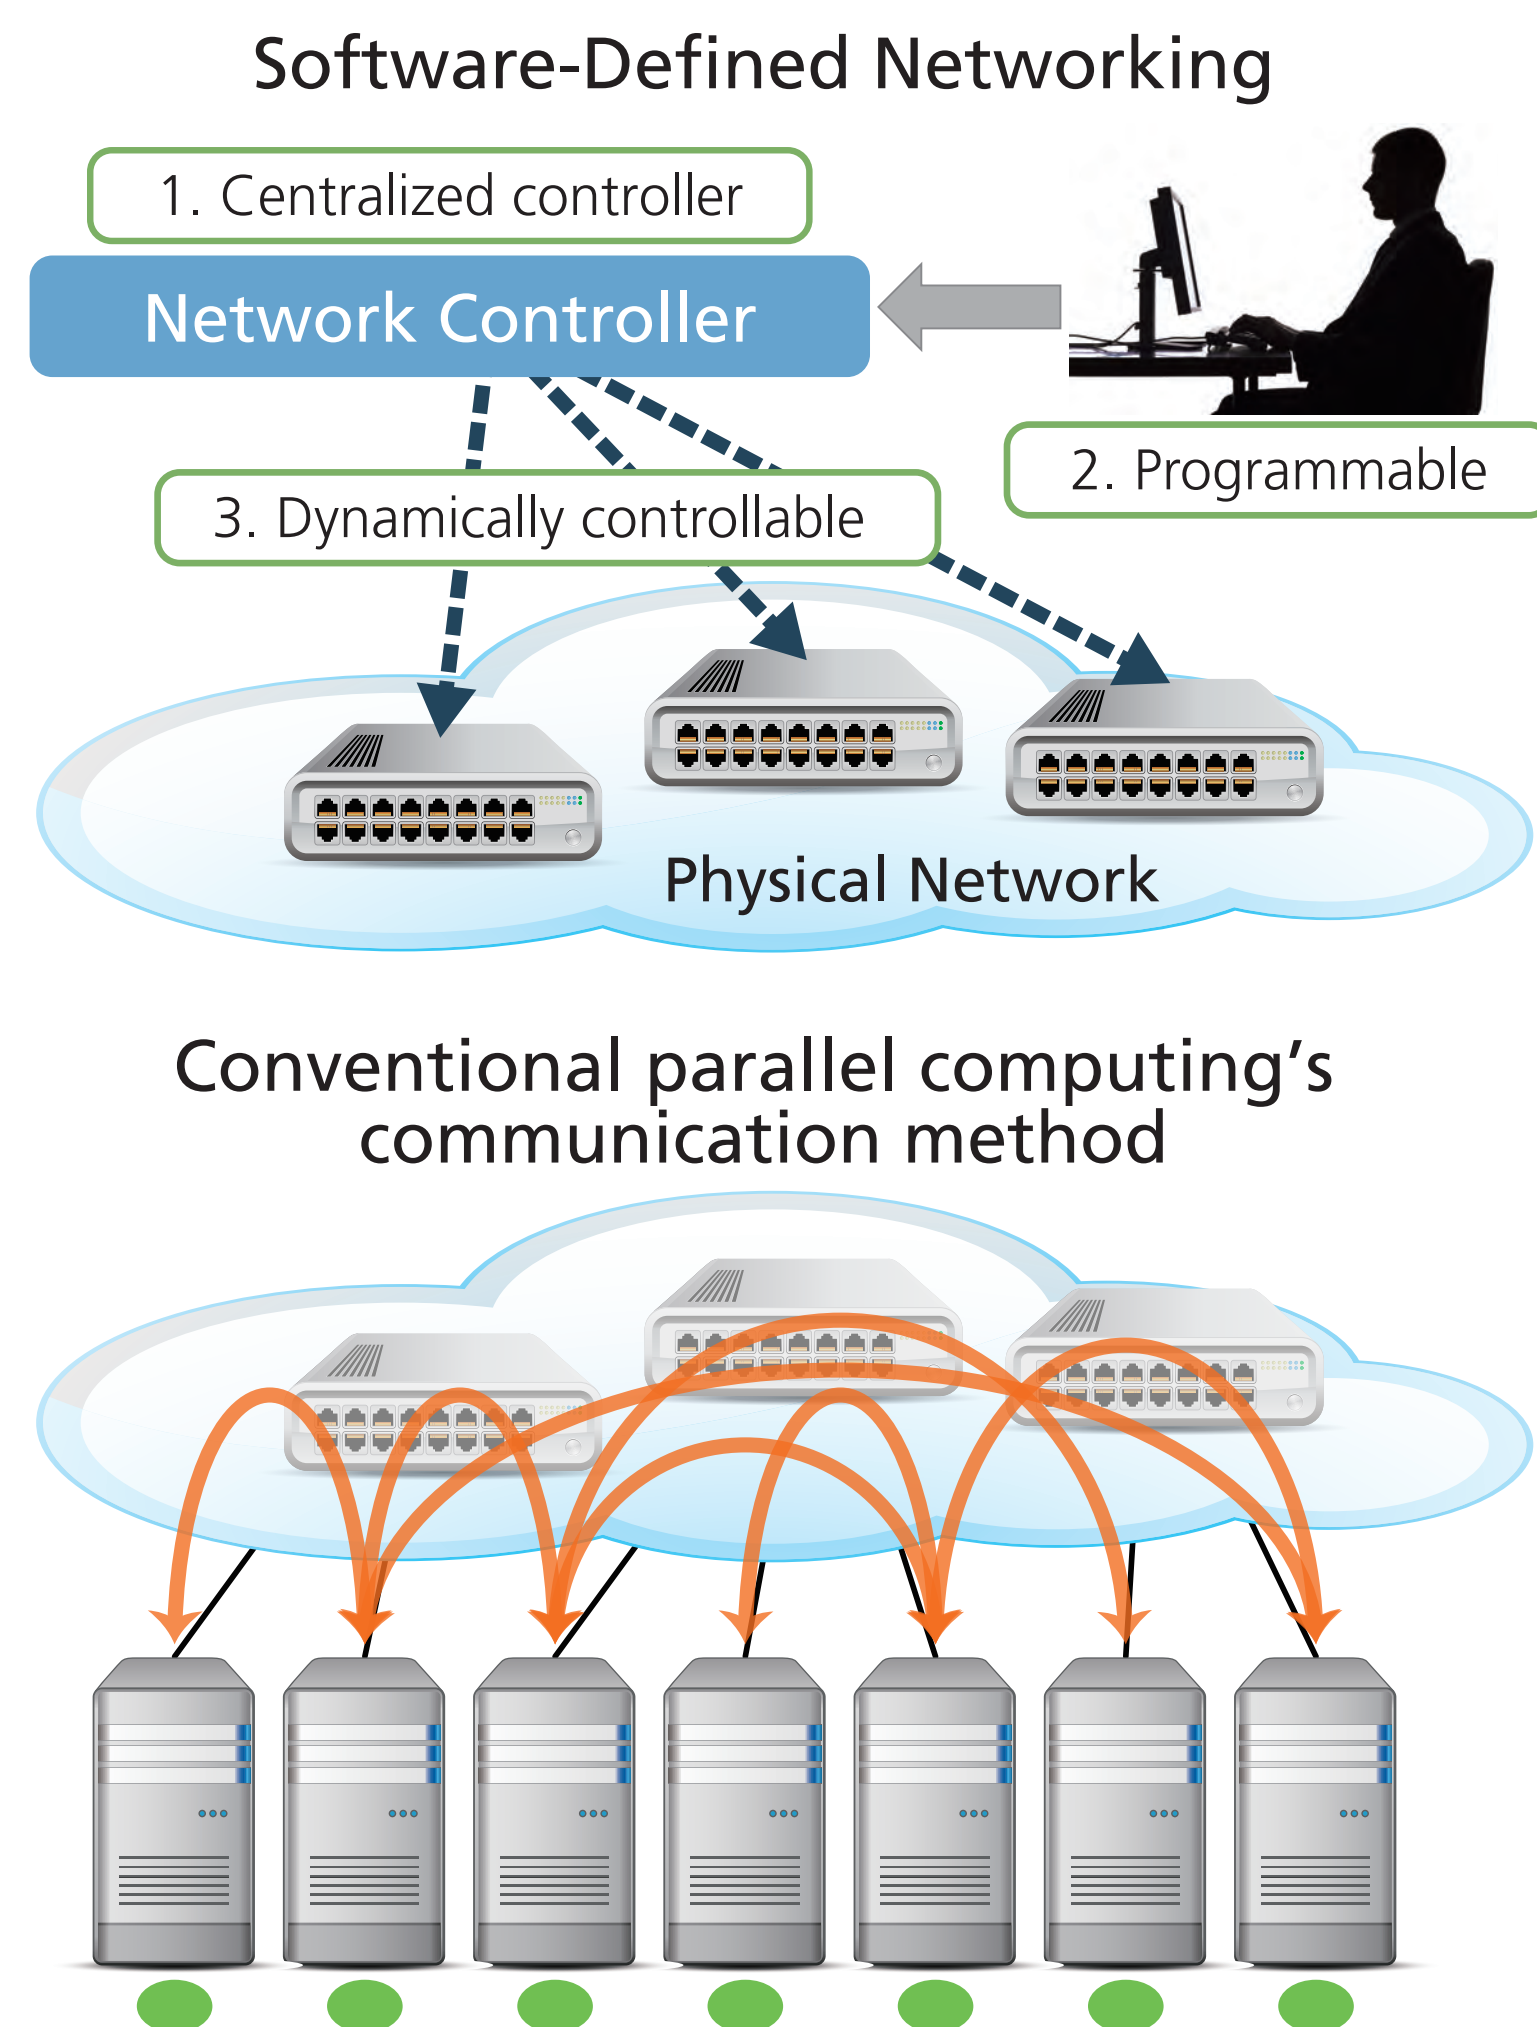 Software-Defined Networking
1. Centralized controller
Network Controller
2. Programmable
3. Dynamically controllable
Physical Network
Conventional parallel computing’s
communication method